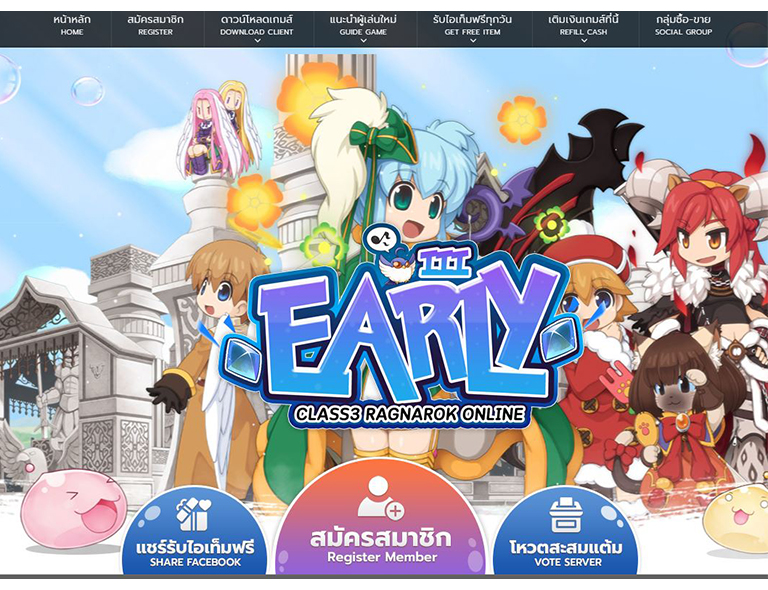 หน้าหลัก
HOME
สมัครสมาชิก
REGISTER
ดาวน์โหลดเกมส์
DOWNLOAD CLIENT
แนะนำผู้เล่นใหม่
GUIDE GAME
รับไอเท็มฟรีทุกวัน
GET FREE ITEM
เติมเงินเกมส์ที่นี้
REFILL CASH
กลุ่มซื้อ-ขาย
SOCIAL GROUP
III
EARLY
CLASS3 RAGNAROK ONLINE
แชร์รับไอเท็มฟรี
SHARE FACEBOOK
สมัครสมาชิก
Register Member
โหวตสะสมแต้ม
VOTE SERVER